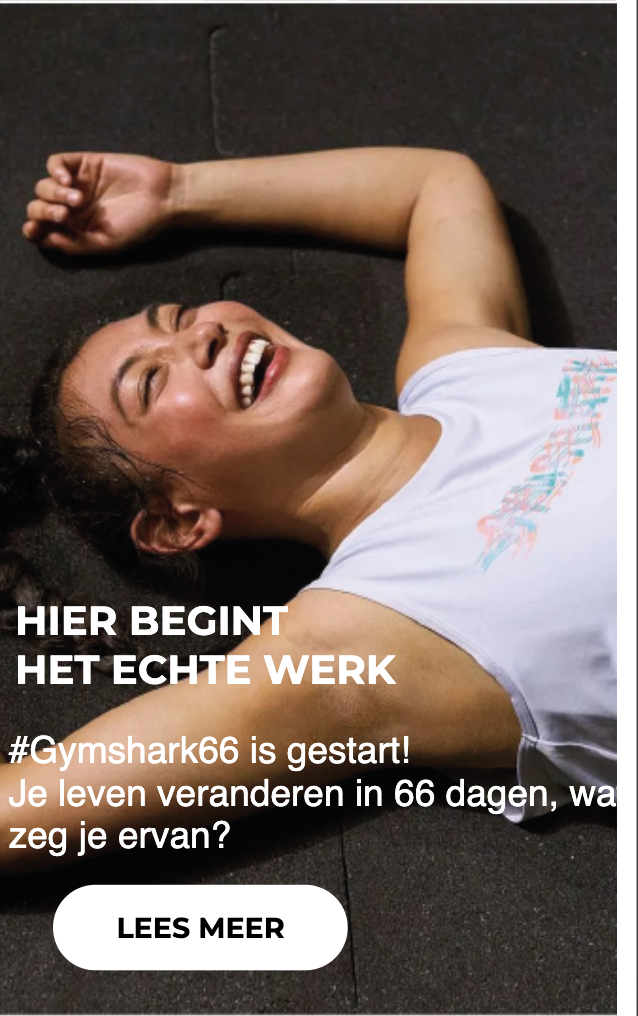 HIER BEGINT
HET ECHTE WERK
#Gymshark66 is gestart!
Je leven veranderen in 66 dagen, wa
zeg je ervan?
LEES MEER